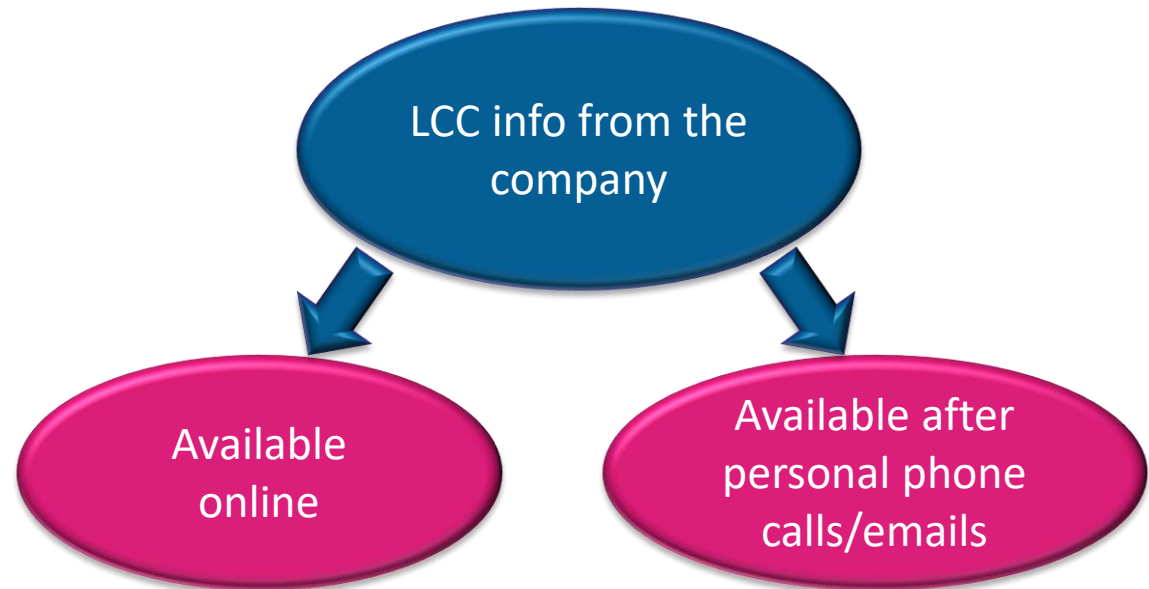 LCC info from the
company
Available
online
Available after
personal phone
calls/emails